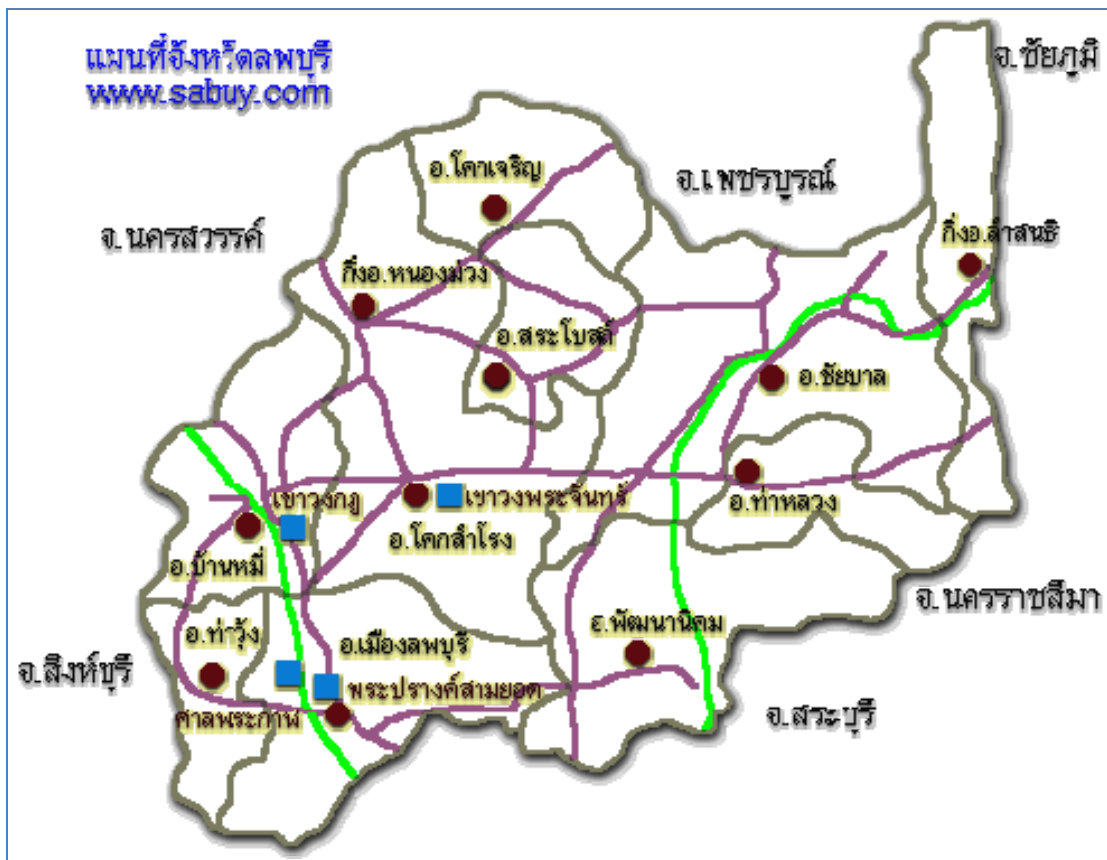 แผนที่จังหวัดลพบุรี
www.sabuy.com
จ.ชัยภูมิ
อ.โคาเจริญ
จ.เพชรบูรณ์
จ.นครสวรรค์
กิ่งอ.ลำสนธิ
กิ่งอ.หนองม่วง
อ.สระโบสถ์
อ.ชัยบาล
เขาวงกฎ
เขาวงพระจันทร์
อ.ท่าหลวง
อ.โคกสำโรง
อ.บ้านหมี่
จ.นครราชสีมา
อ.ท่าวุ้ง
อ.พัฒนานิคม
อ.เมืองลพบุรี
จ.สิงห์บุรี
พระปรางค์สามยอด
ศาลพระกาฬ
จ.สระบุรี